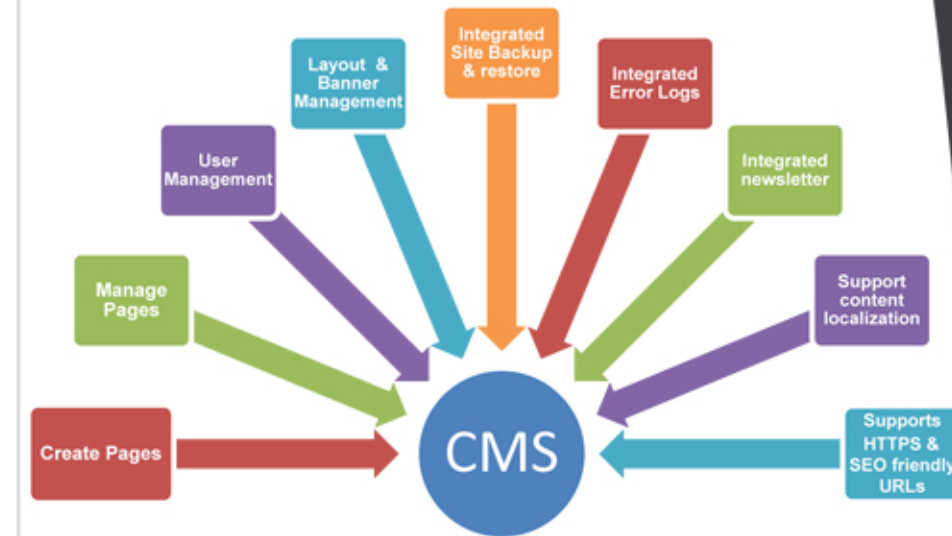 Integrated
Site Backup
& restore
Layout &
Banner
Management
Integrated
Error Logs
User
Management
Integrated
newsletter
Manage
Pages
Support
content
localization
Create Pages
CMS
Supports
HTTPS &
SEO friendly
URLs